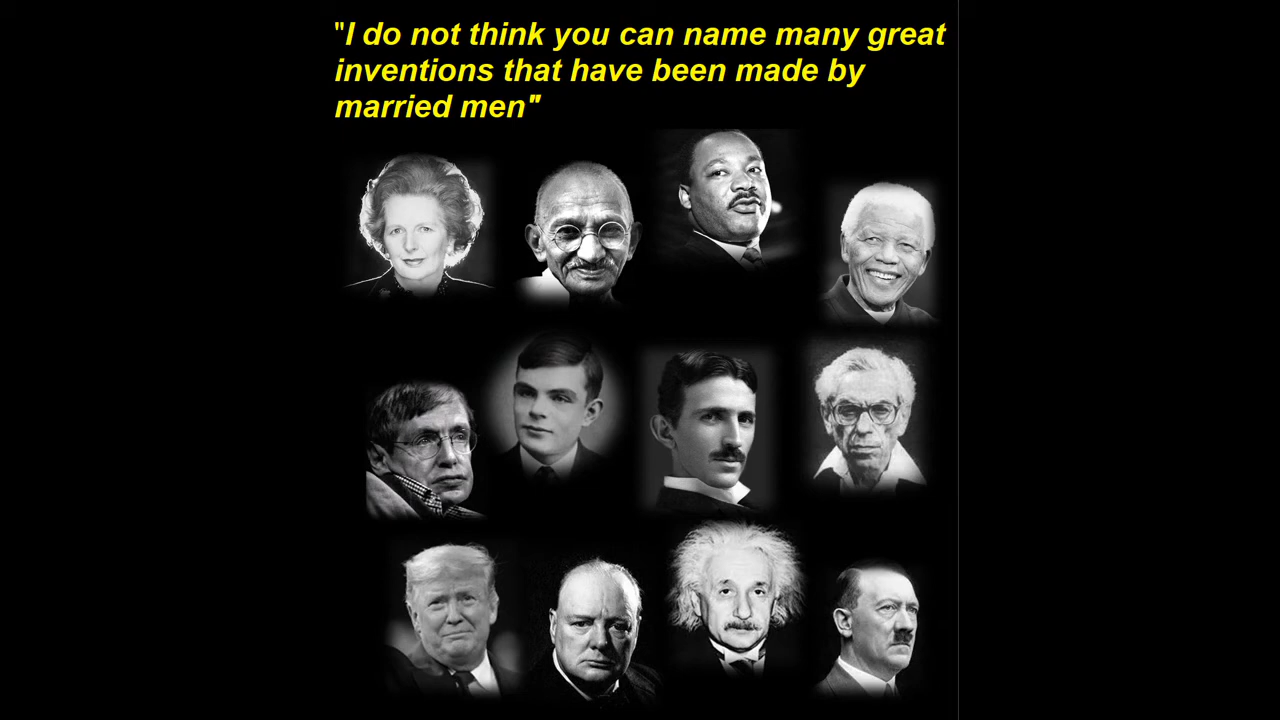 "I do not think you can name many great
inventions that have been made by
married men"